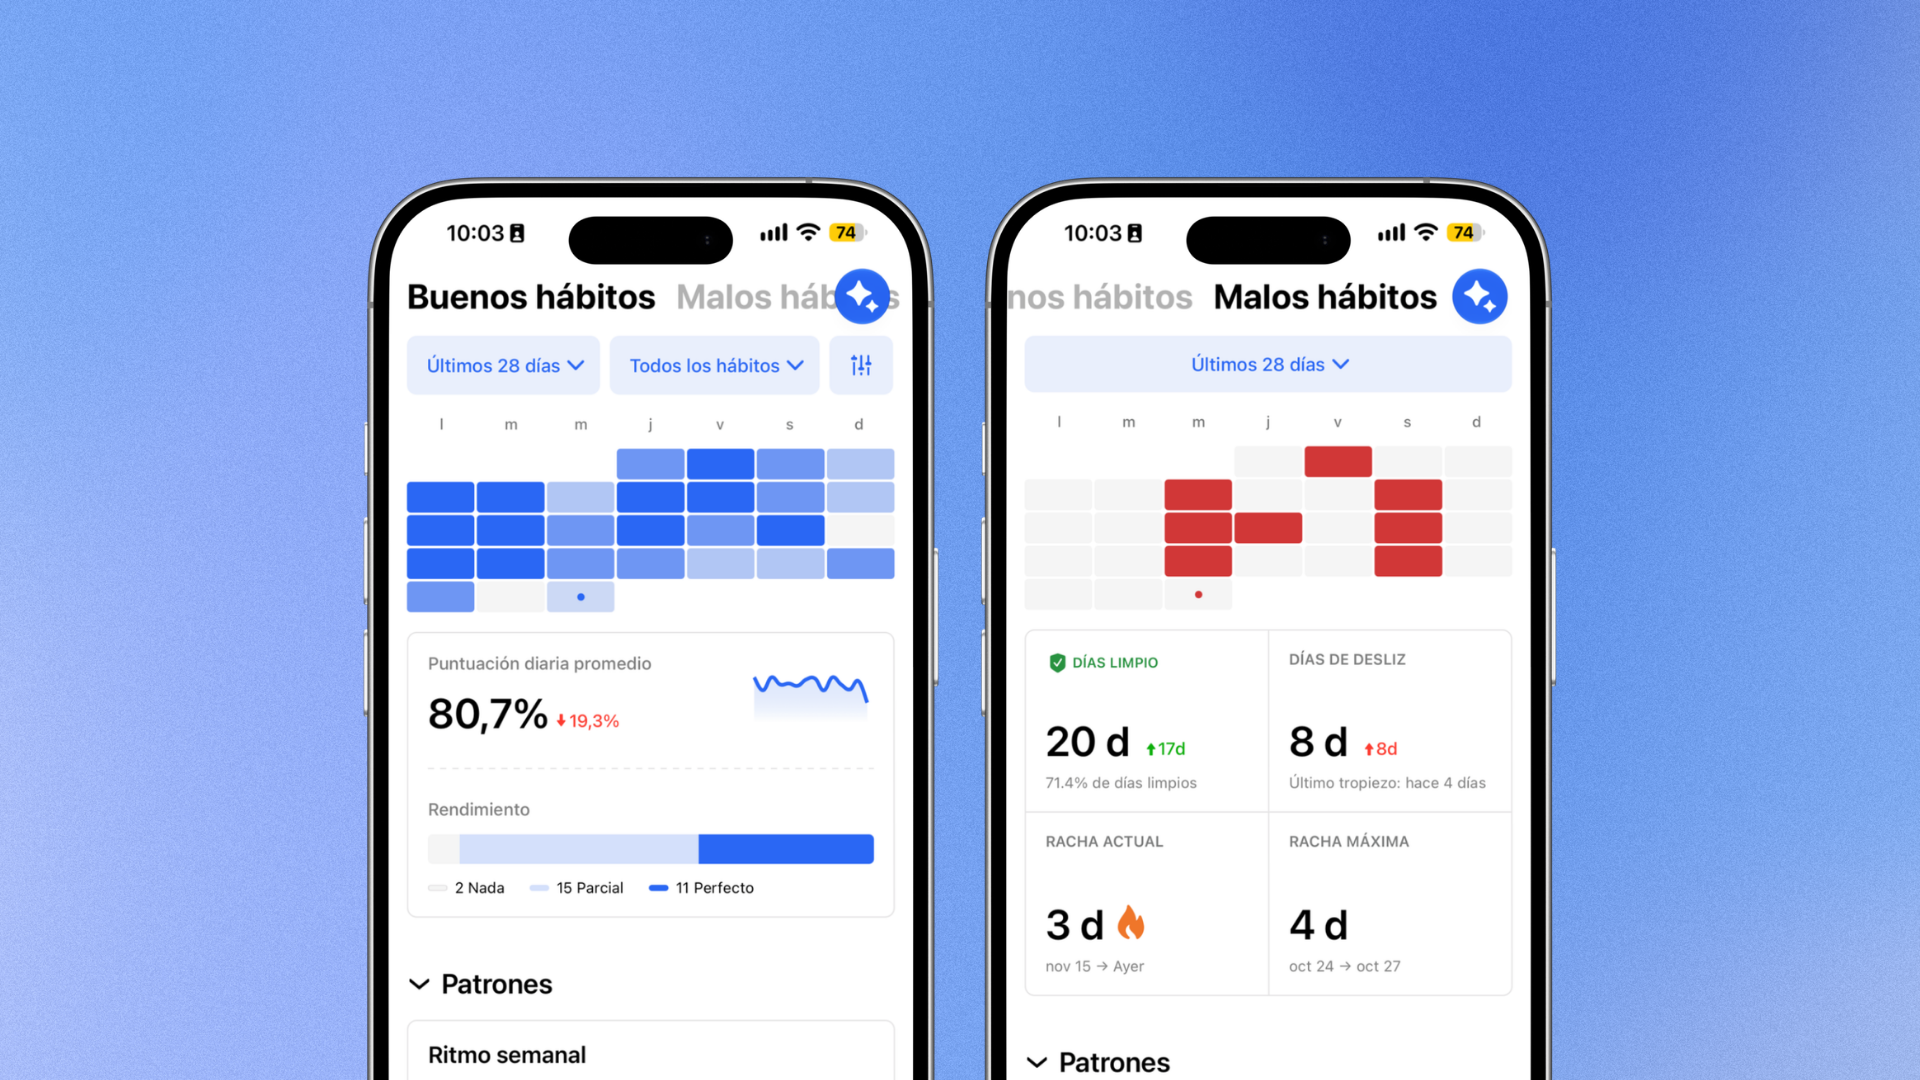 10:03
74
Buenos hábitos Malos háb s
Últimos 28 días
Todos los hábitos
l m m j v s d
Puntuación diaria promedio
80,7% 19,3%
Rendimiento
2 Nada 15 Parcial 11 Perfecto
Patrones
Ritmo semanal
10:03
74
nos hábitos Malos hábitos
Últimos 28 días
l m m j v s d
DÍAS LIMPIO
20 d 17d
71.4% de días limpios
DÍAS DE DESLIZ
8 d 8d
Último tropiezo: hace 4 días
RACHA ACTUAL
3 d
nov 15 → Ayer
RACHA MÁXIMA
4 d
oct 24 → oct 27
Patrones